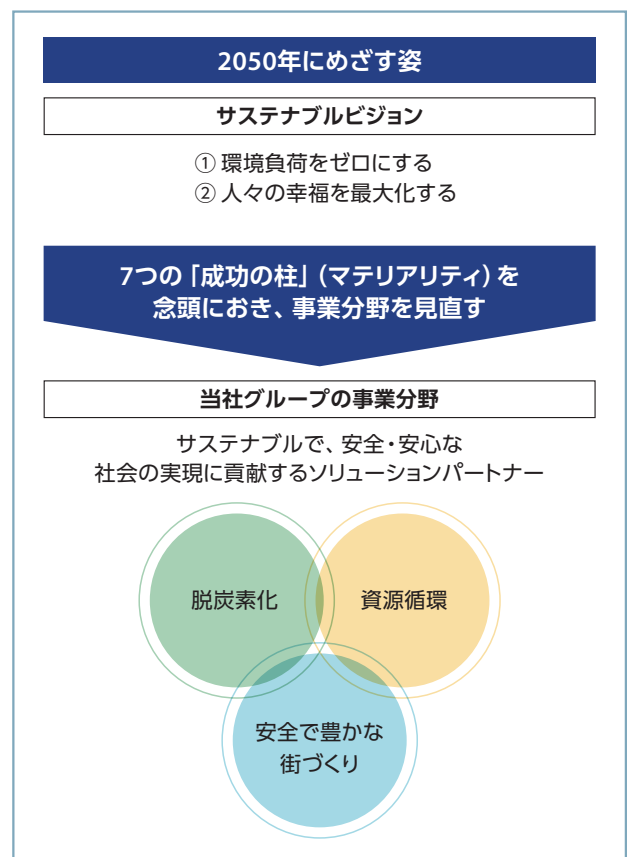 2050年にめざす姿
サステナブルビジョン
① 環境負荷をゼロにする
② 人々の幸福を最大化する
7つの「成功の柱」（マテリアリティ）を
念頭におき、事業分野を見直す
当社グループの事業分野
サステナブルで、安全・安心な
社会の実現に貢献するソリューションパートナー
脱炭素化
資源循環
安全で豊かな
街づくり